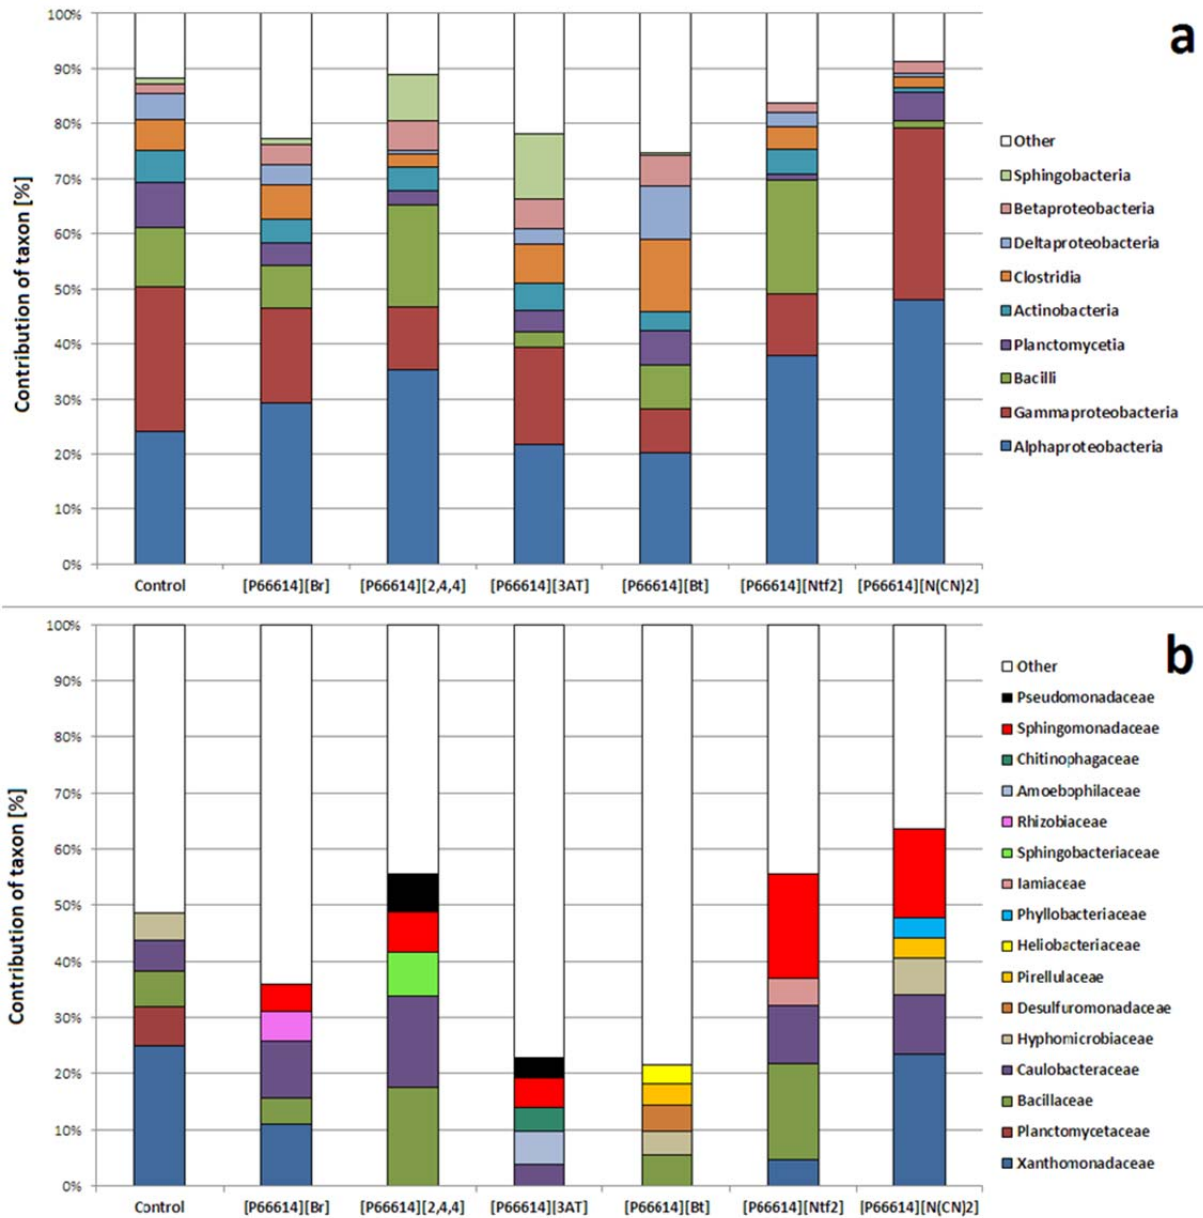 a
Contribution of taxon [%]
100%
90%
80%
70%
60%
50%
40%
30%
20%
10%
0%
Control
[P66614][Br]
[P66614][2,4,4]
[P66614][3AT]
[P66614][Bt]
[P66614][Ntf2]
[P66614][N(CN)2]
Other
Sphingobacteria
Betaproteobacteria
Deltaproteobacteria
Clostridia
Actinobacteria
Planctomycetia
Bacilli
Gammaproteobacteria
Alphaproteobacteria
b
Contribution of taxon [%]
100%
90%
80%
70%
60%
50%
40%
30%
20%
10%
0%
Control
[P66614][Br]
[P66614][2,4,4]
[P66614][3AT]
[P66614][Bt]
[P66614][Ntf2]
[P66614][N(CN)2]
Other
Pseudomonadaceae
Sphingomonadaceae
Chitinophagaceae
Amoebophilaceae
Rhizobiaceae
Sphingobacteriaceae
Iamiaceae
Phyllobacteriaceae
Heliobacteriaceae
Pirellulaceae
Desulfuromonadaceae
Hyphomicrobiaceae
Caulobacteraceae
Bacillaceae
Planctomycetaceae
Xanthomonadaceae